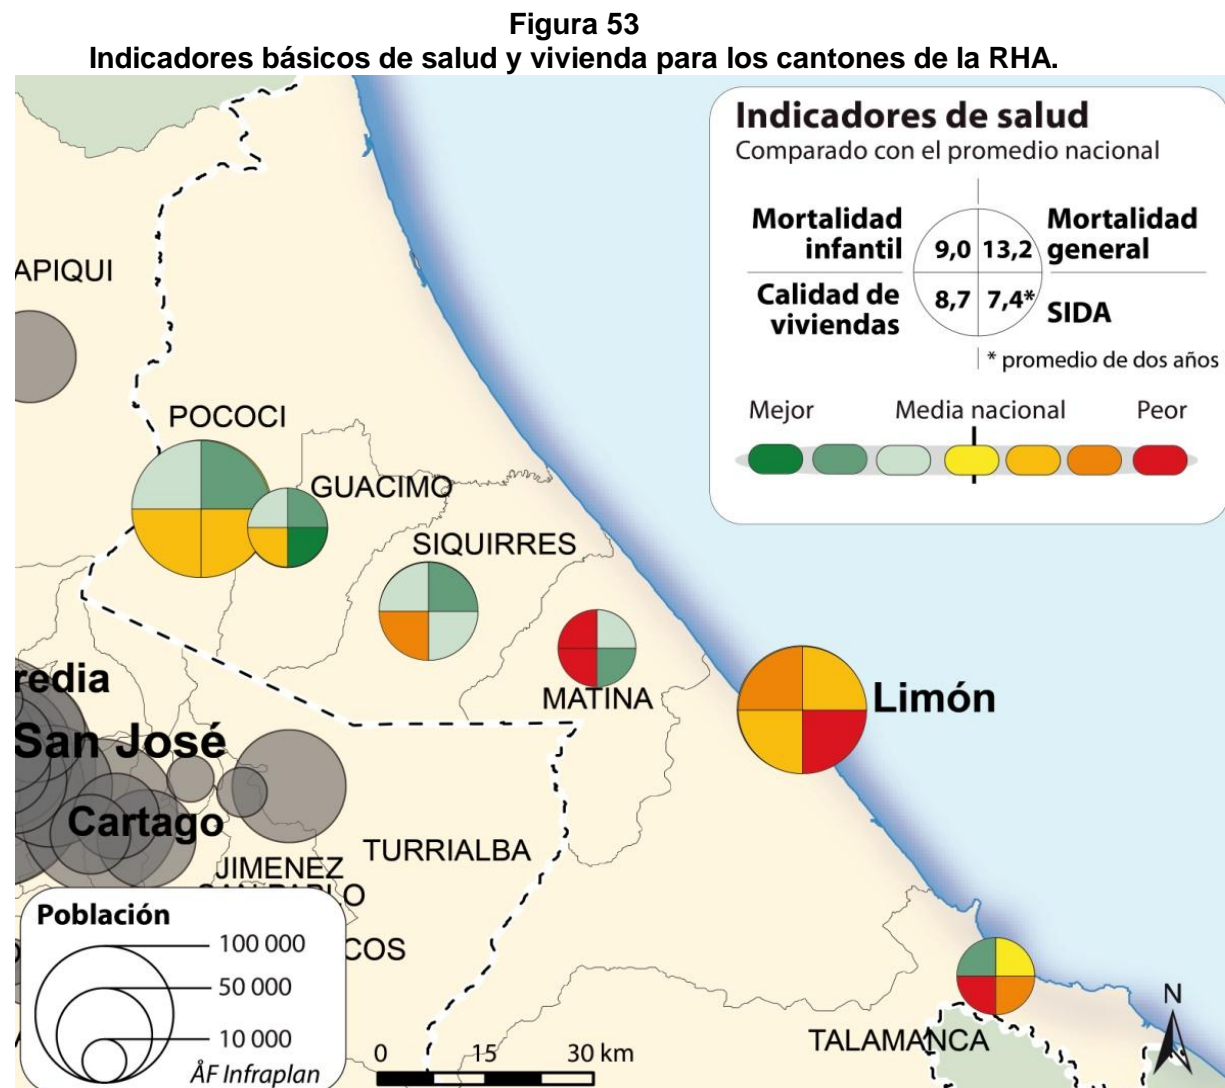 Figura 53
Indicadores básicos de salud y vivienda para los cantones de la RHA.
Indicadores de salud
Comparado con el promedio nacional
Mortalidad infantil
9,0
13,2
Mortalidad general
Calidad de viviendas
8,7
7,4*
SIDA
* promedio de dos años
Mejor
Media nacional
Peor
APIQUI
POCOCI
GUACIMO
SIQUIRRES
MATINA
Limón
redia
San José
Cartago
TURRIALBA
JIMENEZ
COS
TALAMANCA
Población
100 000
50 000
10 000
ÅF Infraplan
0 15 30 km
N